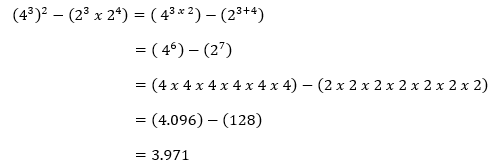 (4³)² − (2³ x 2⁴) = ( 4³ ˣ ²) − (2³⁺⁴)
= ( 4⁶) − (2⁷)
= (4 x 4 x 4 x 4 x 4 x 4) − (2 x 2 x 2 x 2 x 2 x 2 x 2)
= (4.096) − (128)
= 3.971